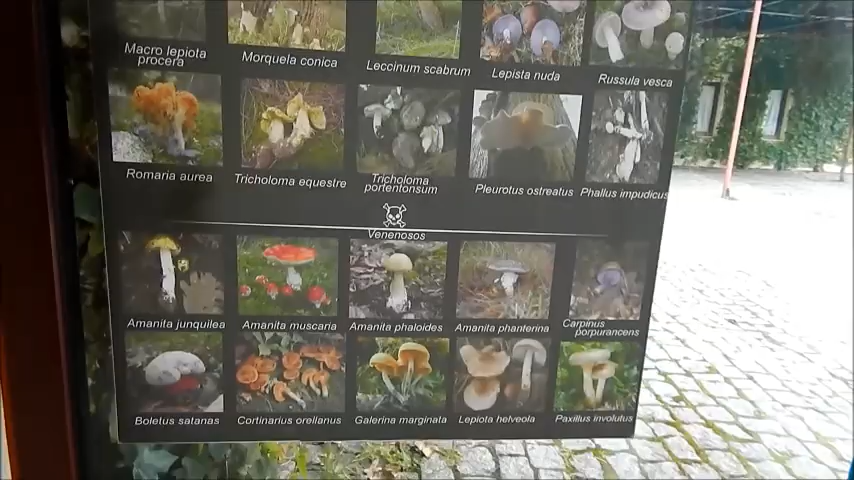 Macro lepiota
procera
Morquela conica
Leccinum scabrum
Lepista nuda
Russula vesca
Romaria aurea
Tricholoma equestre
Tricholoma
portentonsum
Pleurotus ostreatus
Phallus impudicus
Venenosos
Amanita junquilea
Amanita muscaria
Amanita phaloides
Amanita phanterina
Carpinus
porpurancens
Boletus satanas
Cortinarius orellanus
Galerina marginata
Lepiota helveola
Paxillus involutus